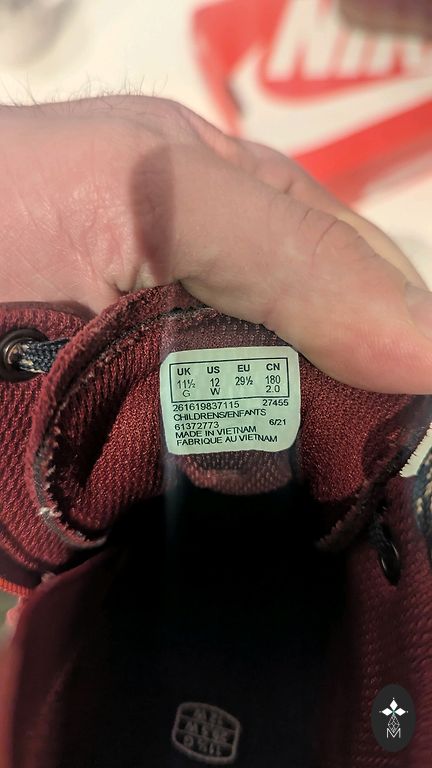 NIKE
UK US EU CN
11½ 12 29½ 180
G W 2.0
261619837115 27455
CHILDRENS/ENFANTS
61372773 6/21
MADE IN VIETNAM
FABRIQUE AU VIETNAM
M